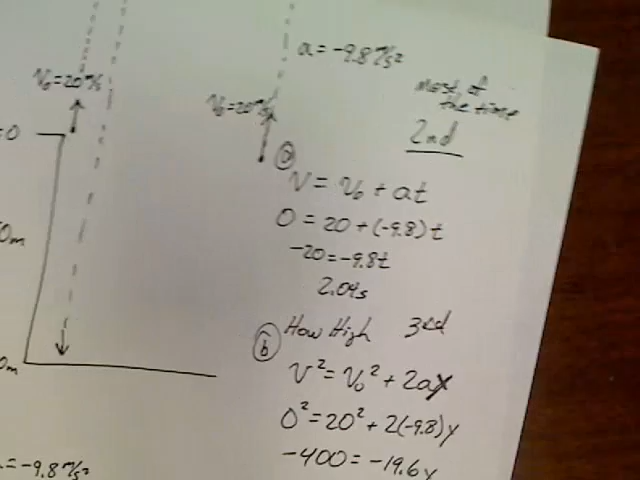 a = -9.8 m/s²
most of
the time
2nd
V₀ = 20 m/s
V₀ = 20 m/s
=0
a
V = V₀ + at
0 = 20 + (-9.8) t
-20 = -9.8t
2.04s
0m
b How High 3rd
V² = V₀² + 2ay
0m
0² = 20² + 2(-9.8)y
-400 = -19.6y
= -9.8 m/s²